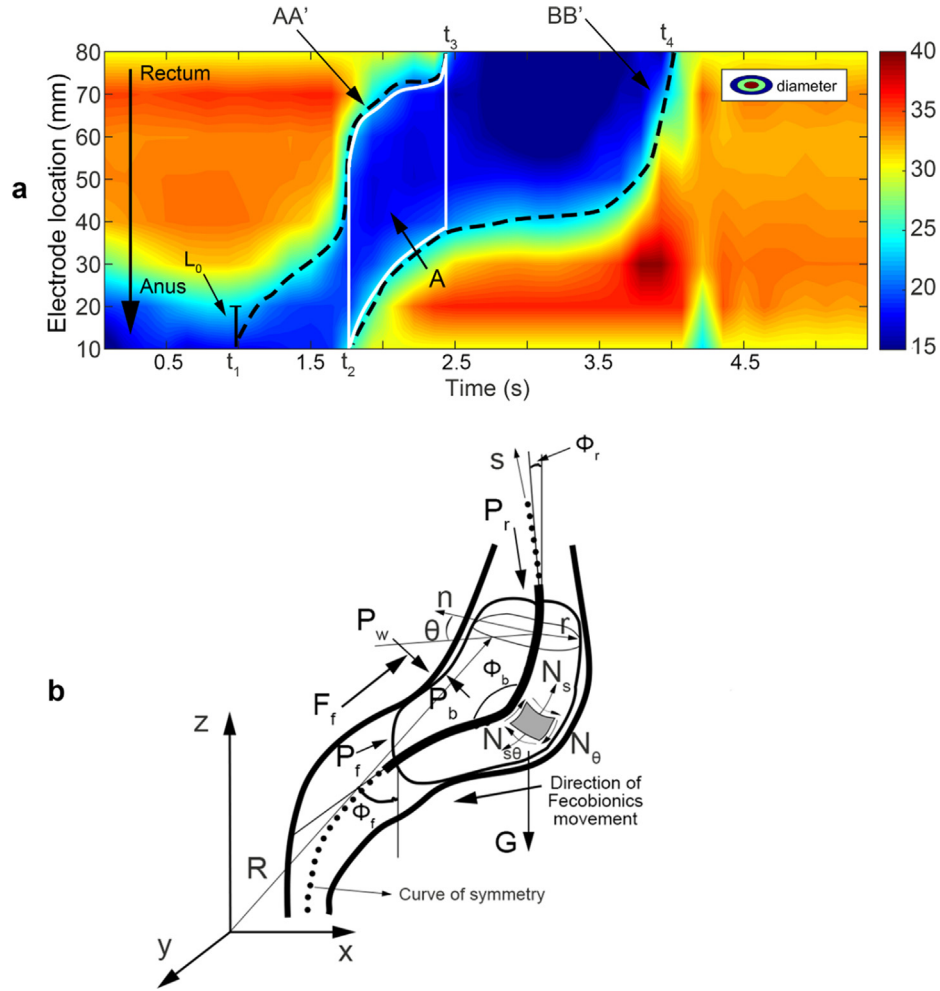 AA’
BB’
t3
t4
80
70
60
50
40
30
20
10
Electrode location (mm)
Rectum
Anus
L0
A
diameter
40
35
30
25
20
15
0.5
t1
1.5
t2
2.5
3.5
4.5
Time (s)
a
b
s
Φr
Pr
n
r
θ
Pw
Φb
Ns
Pb
Ff
Nsθ
Nθ
Pf
z
Direction of
Fecobionics
movement
Φf
G
R
Curve of symmetry
y
x